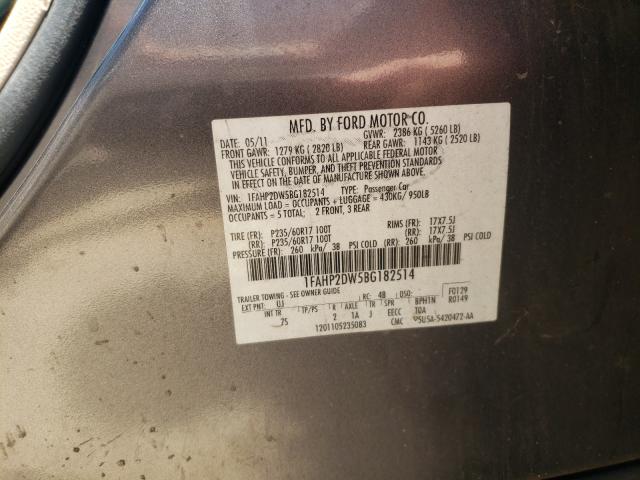 MFD. BY FORD MOTOR CO.
DATE: 05/11 GVWR: 2386 KG ( 5260 LB)
FRONT GAWR: 1279 KG ( 2820 LB) REAR GAWR: 1143 KG ( 2520 LB)
THIS VEHICLE CONFORMS TO ALL APPLICABLE FEDERAL MOTOR
VEHICLE SAFETY, BUMPER, AND THEFT PREVENTION STANDARDS
IN EFFECT ON THE DATE OF MANUFACTURE SHOWN ABOVE.
VIN: 1FAHP2DW5BG182514 TYPE: Passenger Car
MAXIMUM LOAD = OCCUPANTS + LUGGAGE = 430KG/ 950LB
OCCUPANTS = 5 TOTAL: 2 FRONT, 3 REAR
TIRE (FR): P235/60R17 100T RIMS (FR): 17X7.5J
(RR): P235/60R17 100T (RR): 17X7.5J
PRESSURE (FR): 260 kPa/ 38 PSI COLD (RR): 260 kPa/ 38 PSI COLD
1FAHP2DW5BG182514
TRAILER TOWING - SEE OWNER GUIDE
EXT PNT: UJ RC: 48 DSO: F0129
INT TR TP/PS R AXLE TR SPR BPHIN R0149
ZS 2 1A J EECC TOA
1201105235083 CMC 5U5A-5420472-AA